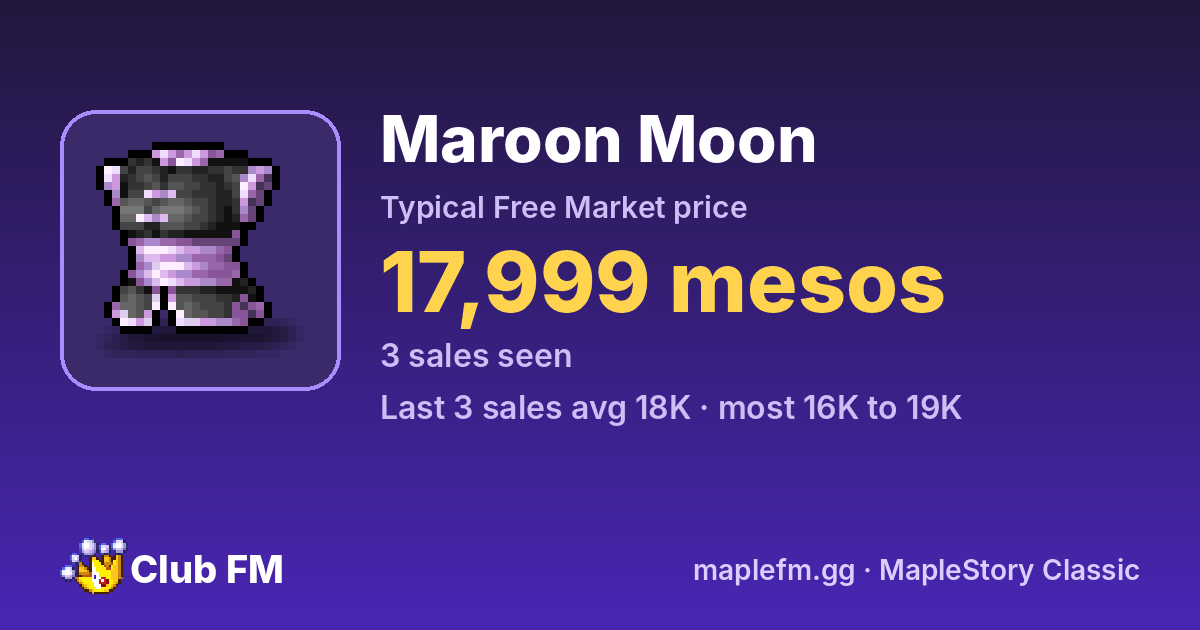 Maroon Moon
Typical Free Market price
17,999 mesos
3 sales seen
Last 3 sales avg 18K · most 16K to 19K
Club FM
maplefm.gg · MapleStory Classic